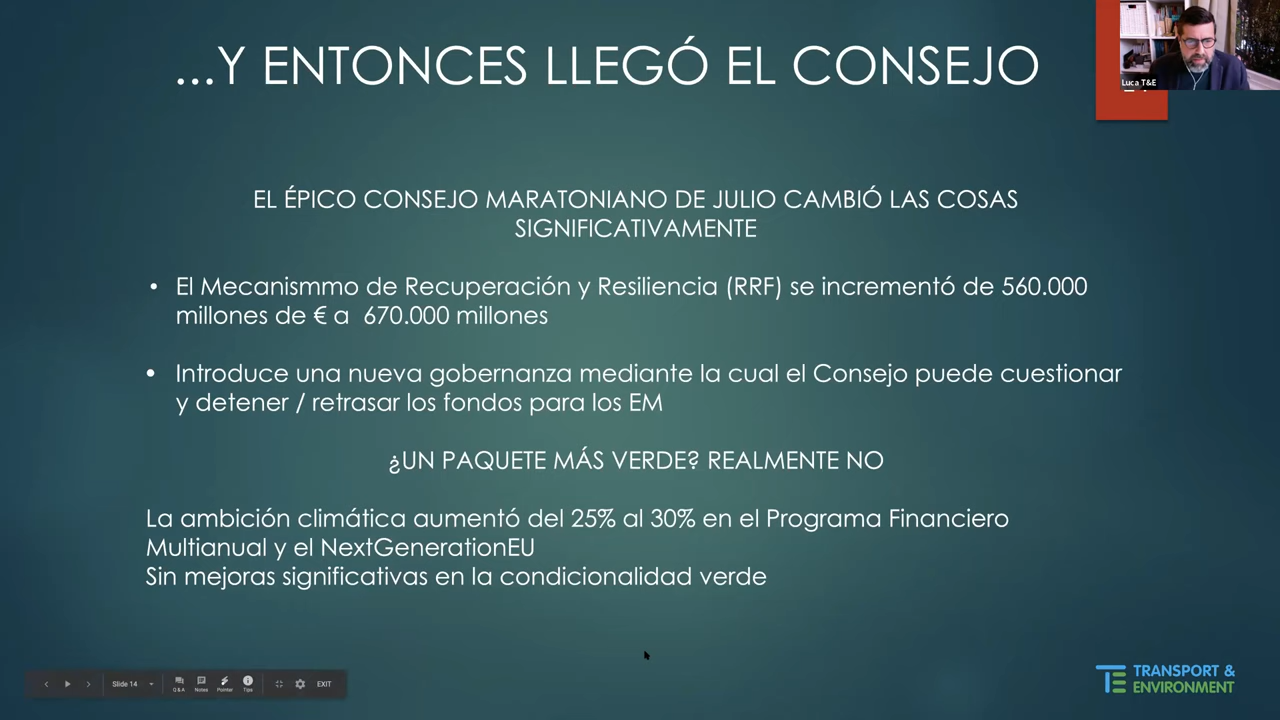 ...Y ENTONCES LLEGÓ EL CONSEJO
Luca T&E
EL ÉPICO CONSEJO MARATONIANO DE JULIO CAMBIÓ LAS COSAS
SIGNIFICATIVAMENTE
• El Mecanismmo de Recuperación y Resiliencia (RRF) se incrementó de 560.000
millones de € a 670.000 millones
• Introduce una nueva gobernanza mediante la cual el Consejo puede cuestionar
y detener / retrasar los fondos para los EM
¿UN PAQUETE MÁS VERDE? REALMENTE NO
La ambición climática aumentó del 25% al 30% en el Programa Financiero
Multianual y el NextGenerationEU
Sin mejoras significativas en la condicionalidad verde
Slide 14
Q & A
Notes
Pointer
Tips
EXIT
TE TRANSPORT &
ENVIRONMENT